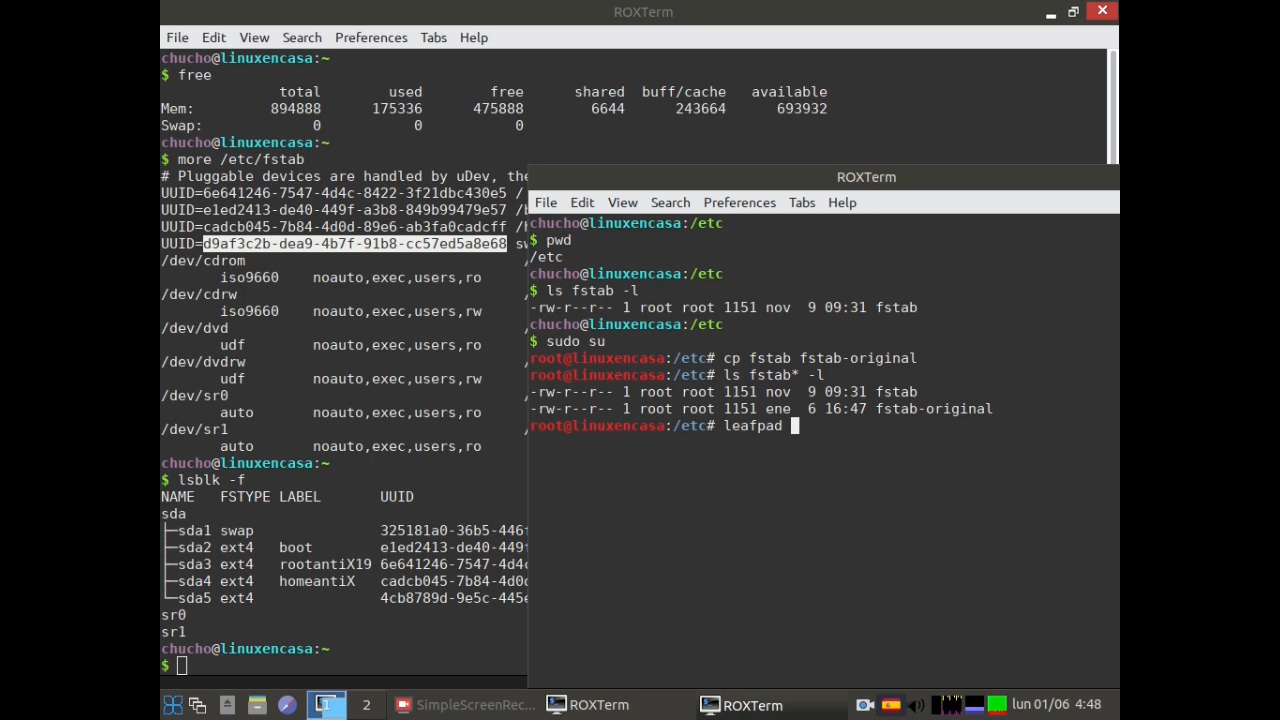 ROXTerm
File Edit View Search Preferences Tabs Help
chucho@linuxencasa:~
$ free
total used free shared buff/cache available
Mem: 894888 175336 475888 6644 243664 693932
Swap: 0 0 0
chucho@linuxencasa:~
$ more /etc/fstab
# Pluggable devices are handled by uDev, the
UUID=6e641246-7547-4d4c-8422-3f21dbc430e5 /
UUID=e1ed2413-de40-449f-a3b8-849b99479e57 /b
UUID=cadcb045-7b84-4d0d-89e6-ab3fa0cadcff /h
UUID=d9af3c2b-dea9-4b7f-91b8-cc57ed5a8e68 sw
/dev/cdrom /
iso9660 noauto,exec,users,ro
/dev/cdrw /
iso9660 noauto,exec,users,rw
/dev/dvd /
udf noauto,exec,users,ro
/dev/dvdrw /
udf noauto,exec,users,rw
/dev/sr0 /
auto noauto,exec,users,ro
/dev/sr1 /
auto noauto,exec,users,ro
chucho@linuxencasa:~
$ lsblk -f
NAME FSTYPE LABEL UUID
sda
├─sda1 swap 325181a0-36b5-446f
├─sda2 ext4 boot e1ed2413-de40-449f
├─sda3 ext4 rootantiX19 6e641246-7547-4d4c
├─sda4 ext4 homeantiX cadcb045-7b84-4d0d
└─sda5 ext4 4cb8789d-9e5c-445e
sr0
sr1
chucho@linuxencasa:~
$
ROXTerm
File Edit View Search Preferences Tabs Help
chucho@linuxencasa:/etc
$ pwd
/etc
chucho@linuxencasa:/etc
$ ls fstab -l
-rw-r--r-- 1 root root 1151 nov 9 09:31 fstab
chucho@linuxencasa:/etc
$ sudo su
root@linuxencasa:/etc# cp fstab fstab-original
root@linuxencasa:/etc# ls fstab* -l
-rw-r--r-- 1 root root 1151 nov 9 09:31 fstab
-rw-r--r-- 1 root root 1151 ene 6 16:47 fstab-original
root@linuxencasa:/etc# leafpad
1 2 SimpleScreenRec... ROXTerm ROXTerm lun 01/06 4:48